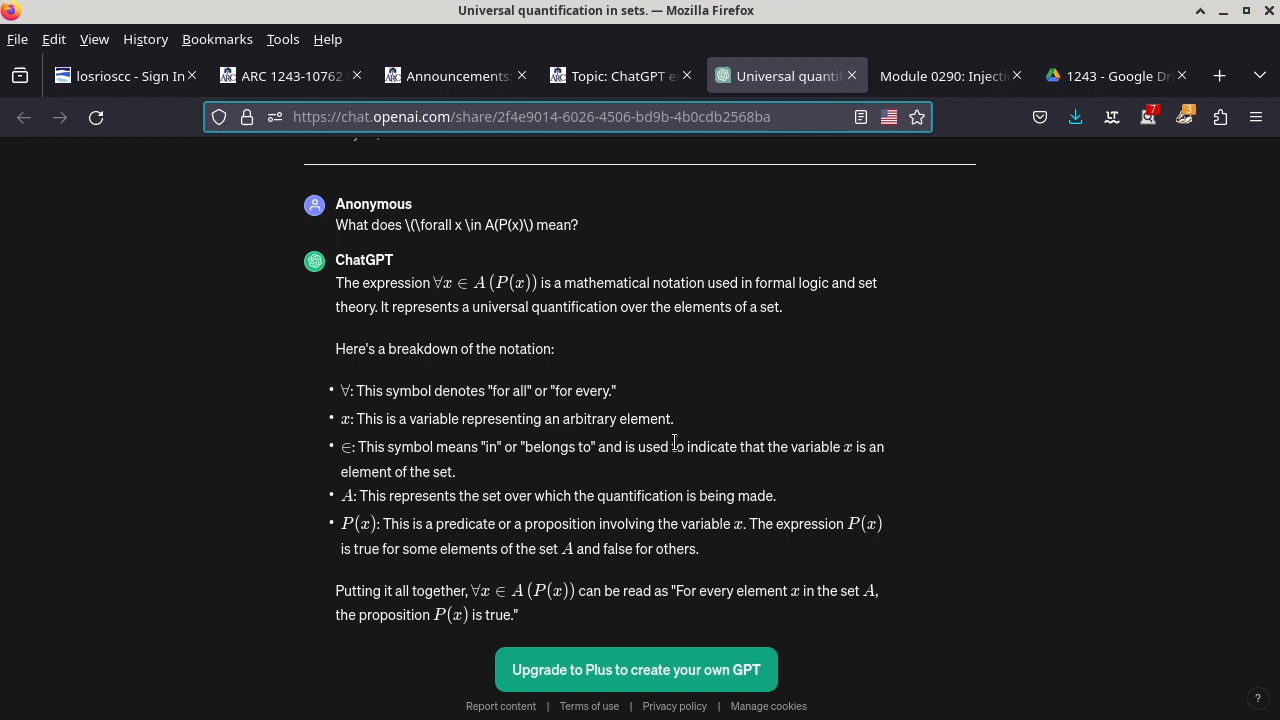 Universal quantification in sets. — Mozilla Firefox
File Edit View History Bookmarks Tools Help
losrioscc - Sign In ARC 1243-10762 Announcements: Topic: ChatGPT e Universal quantif Module 0290: Injecti 1243 - Google Dr
https://chat.openai.com/share/2f4e9014-6026-4506-bd9b-4b0cdb2568ba 7 3
Anonymous
What does \(\forall x \in A(P(x)\) mean?
ChatGPT
The expression ∀x ∈ A (P(x)) is a mathematical notation used in formal logic and set
theory. It represents a universal quantification over the elements of a set.
Here's a breakdown of the notation:
• ∀: This symbol denotes "for all" or "for every."
• x: This is a variable representing an arbitrary element.
• ∈: This symbol means "in" or "belongs to" and is used to indicate that the variable x is an
element of the set.
• A: This represents the set over which the quantification is being made.
• P(x): This is a predicate or a proposition involving the variable x. The expression P(x)
is true for some elements of the set A and false for others.
Putting it all together, ∀x ∈ A (P(x)) can be read as "For every element x in the set A,
the proposition P(x) is true."
Upgrade to Plus to create your own GPT
Report content | Terms of use | Privacy policy | Manage cookies
?